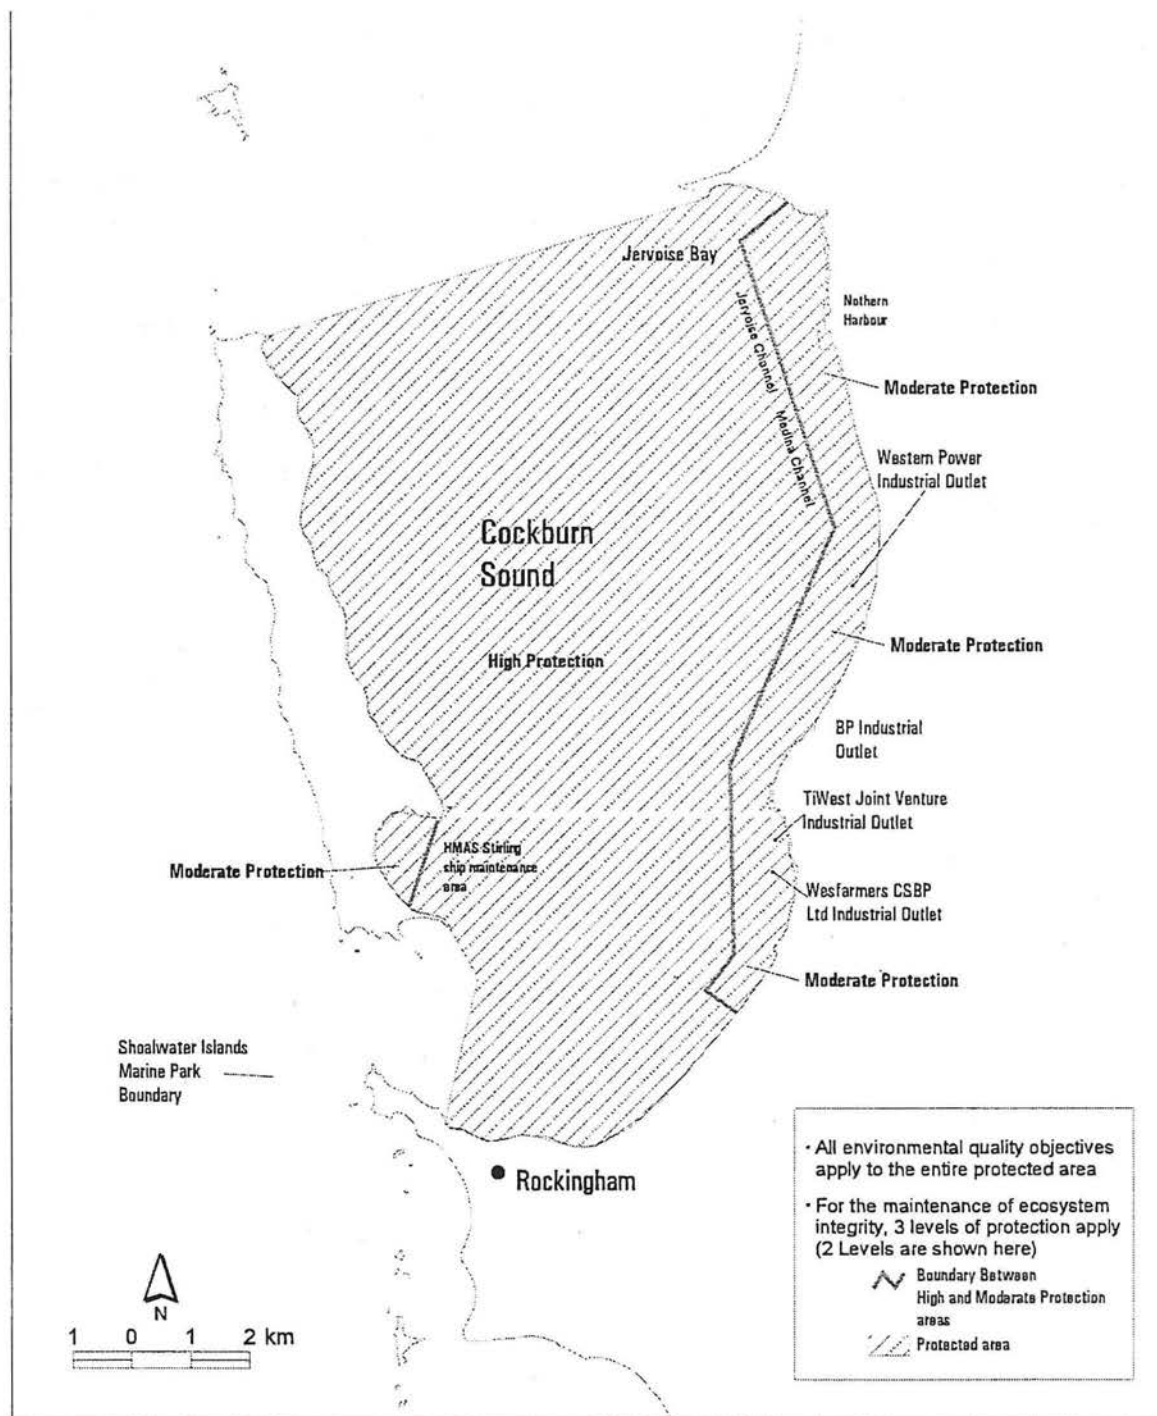 Jervoise Bay
Jervoise Channel
Medina Channel
Nothern
Harbour
Moderate Protection
Western Power
Industrial Outlet
Cockburn
Sound
High Protection
Moderate Protection
BP Industrial
Outlet
TiWest Joint Venture
Industrial Outlet
HMAS Stirling
ship maintenance
area
Moderate Protection
Wesfarmers CSBP
Ltd Industrial Outlet
Moderate Protection
Shoalwater Islands
Marine Park
Boundary
Rockingham
· All environmental quality objectives
apply to the entire protected area
· For the maintenance of ecosystem
integrity, 3 levels of protection apply
(2 Levels are shown here)
Boundary Between
High and Moderate Protection
areas
Protected area
N
1 0 1 2 km